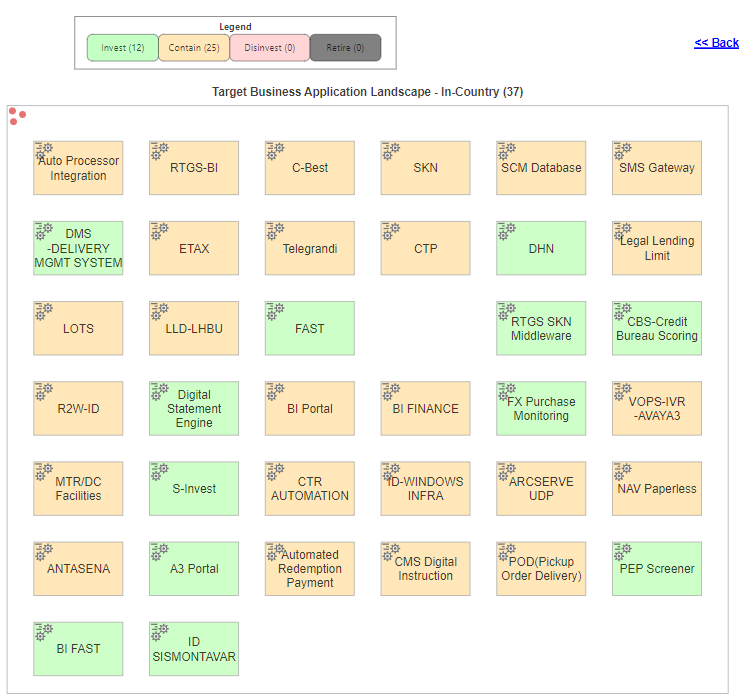 Legend
Invest (12)
Contain (25)
Disinvest (0)
Retire (0)
<< Back
Target Business Application Landscape - In-Country (37)
Auto Processor
Integration
RTGS-BI
C-Best
SKN
SCM Database
SMS Gateway
DMS
-DELIVERY
MGMT SYSTEM
ETAX
Telegrandi
CTP
DHN
Legal Lending
Limit
LOTS
LLD-LHBU
FAST
RTGS SKN
Middleware
CBS-Credit
Bureau Scoring
R2W-ID
Digital
Statement
Engine
BI Portal
BI FINANCE
FX Purchase
Monitoring
VOPS-IVR
-AVAYA3
MTR/DC
Facilities
S-Invest
CTR
AUTOMATION
ID-WINDOWS
INFRA
ARCSERVE
UDP
NAV Paperless
ANTASENA
A3 Portal
Automated
Redemption
Payment
CMS Digital
Instruction
POD(Pickup
Order Delivery)
PEP Screener
BI FAST
ID
SISMONTAVAR